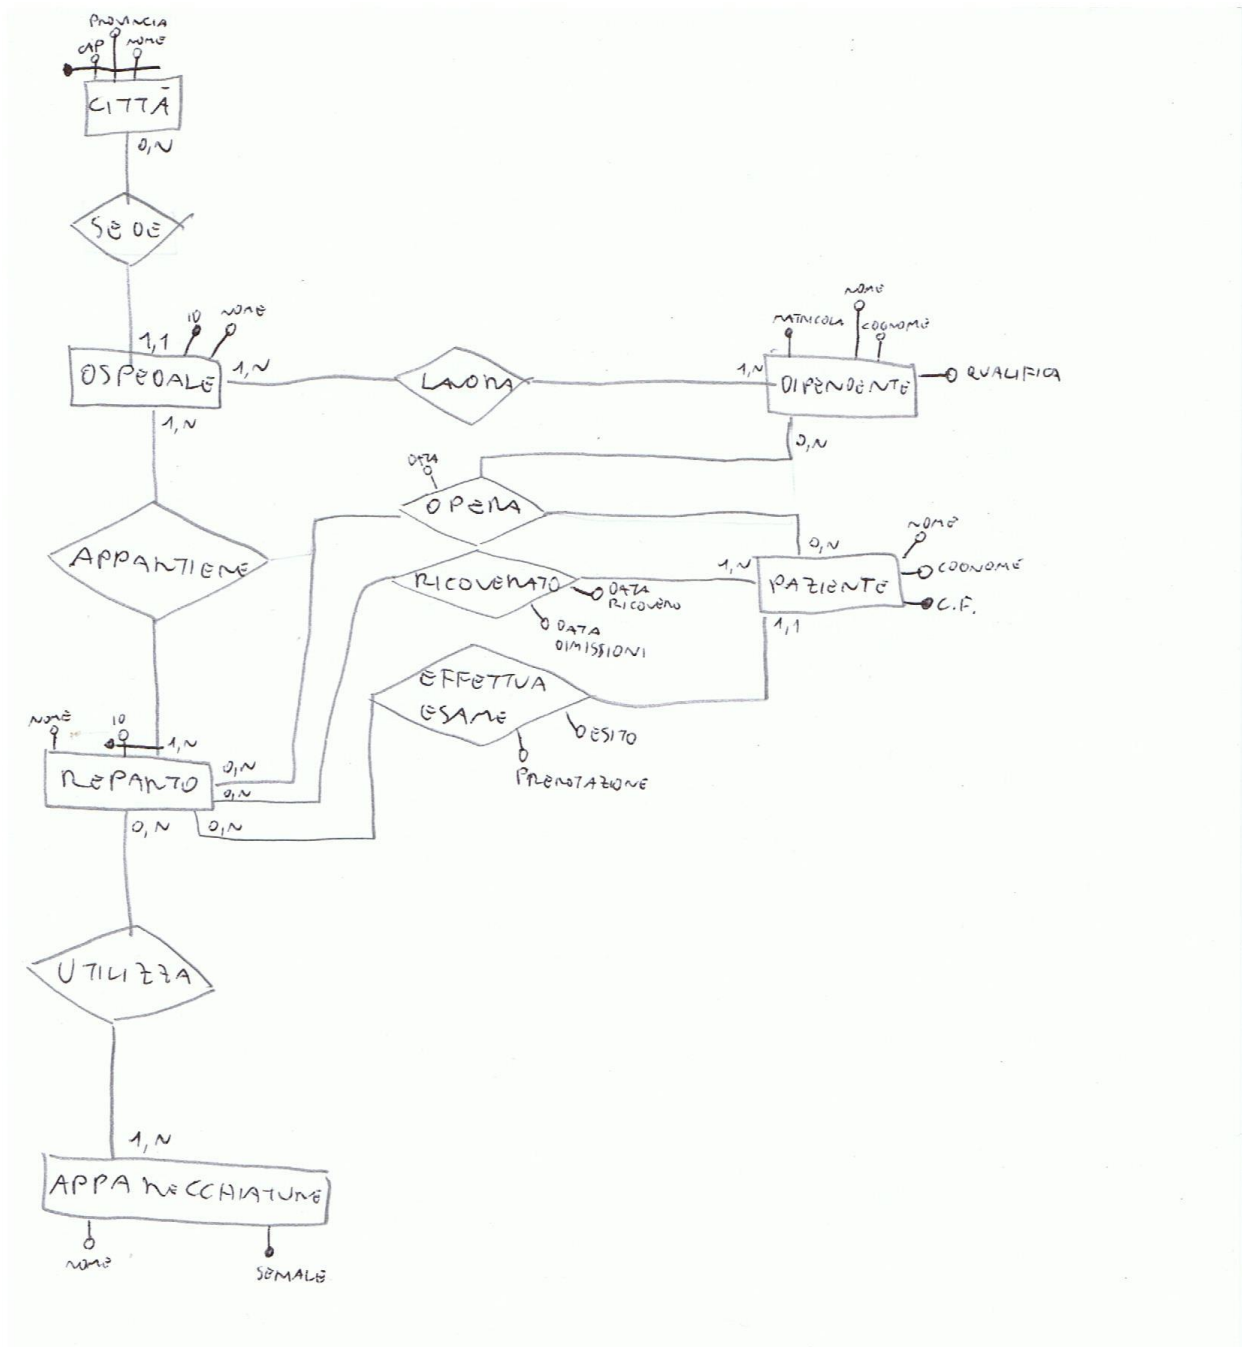 PROVINCIA
CAP
NOME
CITTÀ
0,N
SEDE
1,1
ID
NOME
OSPEDALE
1,N
LAVORA
1,N
MATRICOLA
NOME
COGNOME
DIPENDENTE
QUALIFICA
1,N
0,N
DATA
OPERA
0,N
APPARTIENE
RICOVERATO
DATA
RICOVERO
DATA
DIMISSIONI
1,N
PAZIENTE
NOME
COGNOME
C.F.
1,1
EFFETTUA
ESAME
ESITO
PRENOTAZIONE
NOME
ID
1,N
REPARTO
0,N
0,N
0,N
0,N
UTILIZZA
1,N
APPARECCHIATURE
NOME
SERIALE